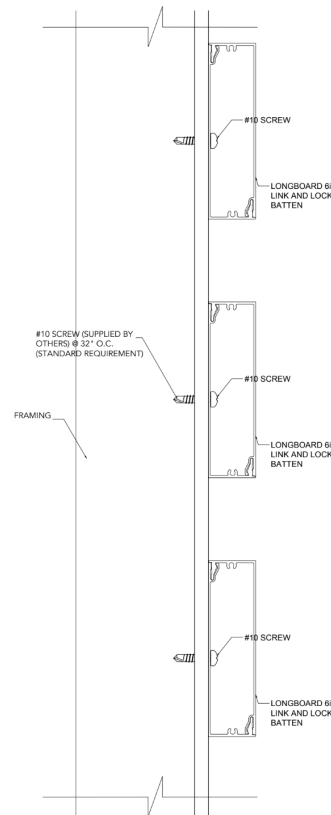 #10 SCREW
LONGBOARD 6i
LINK AND LOCK
BATTEN
#10 SCREW (SUPPLIED BY
OTHERS) @ 32" O.C.
(STANDARD REQUIREMENT)
#10 SCREW
FRAMING
LONGBOARD 6i
LINK AND LOCK
BATTEN
#10 SCREW
LONGBOARD 6i
LINK AND LOCK
BATTEN